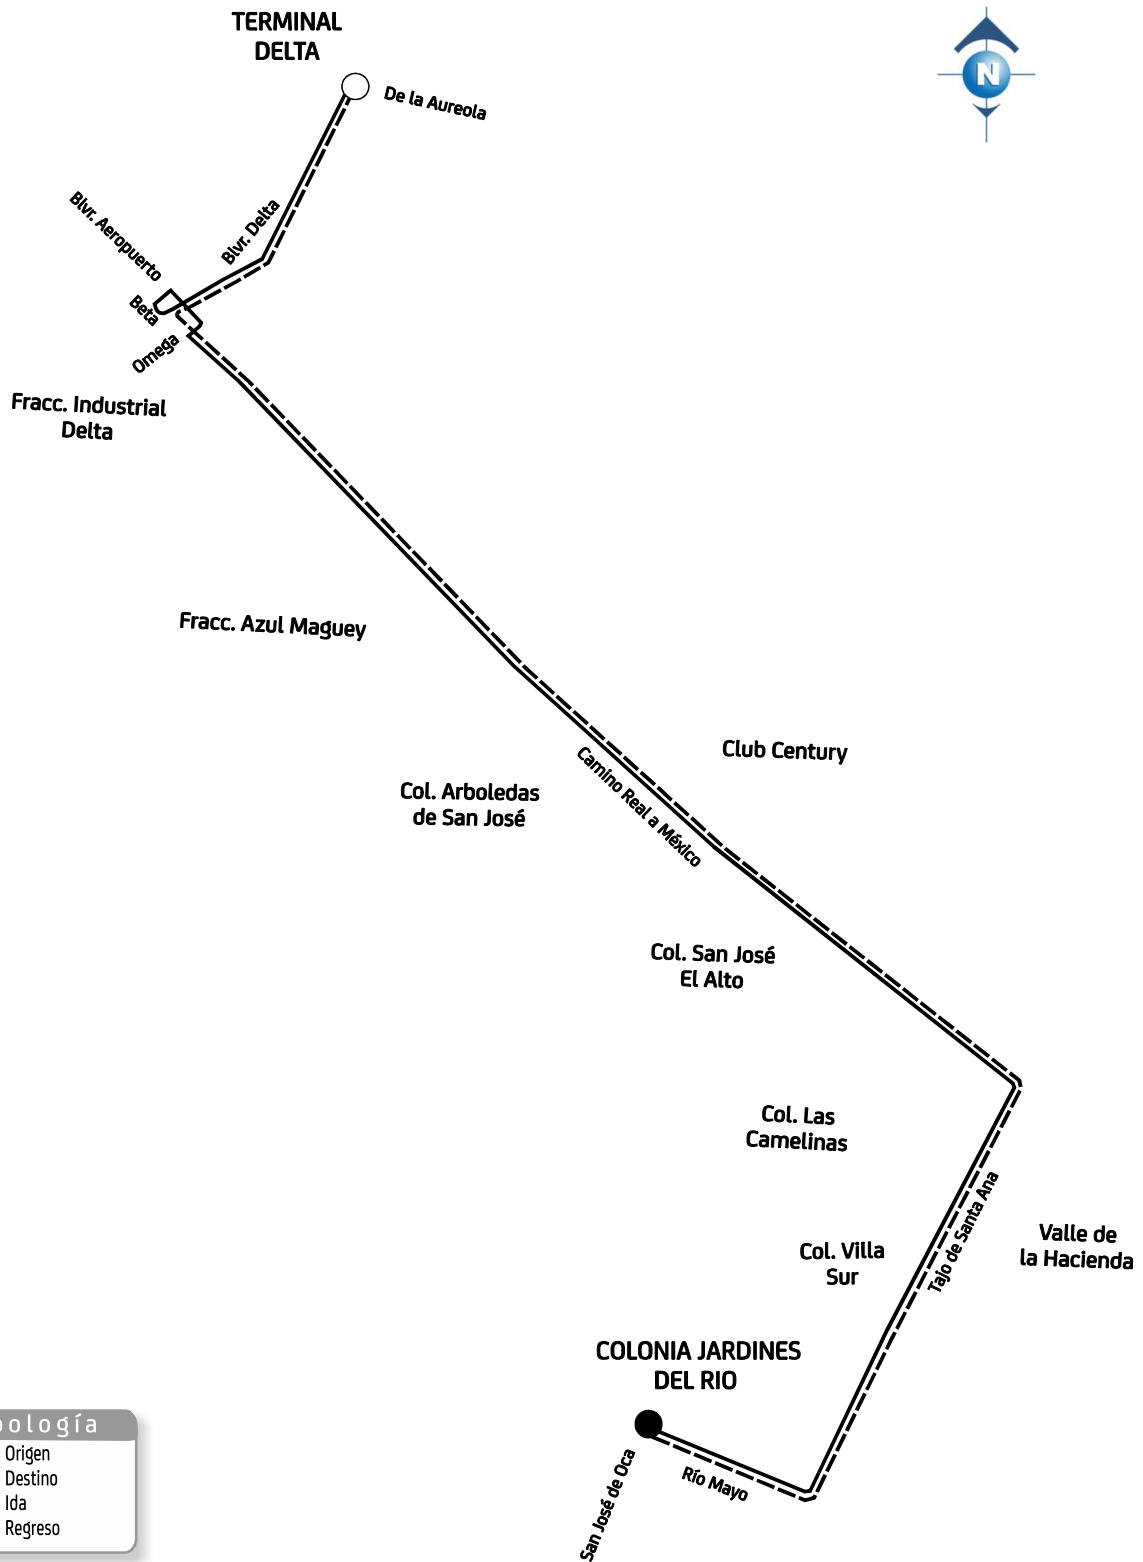 TERMINAL
DELTA
N
De la Aureola
Blvr. Aeropuerto
Blvr. Delta
Beta
Omega
Fracc. Industrial
Delta
Fracc. Azul Maguey
Club Century
Camino Real a México
Col. Arboledas
de San José
Col. San José
El Alto
Col. Las
Camelinas
Tajo de Santa Ana
Valle de
la Hacienda
Col. Villa
Sur
COLONIA JARDINES
DEL RIO
San José de Oca
Río Mayo
ología
Origen
Destino
Ida
Regreso